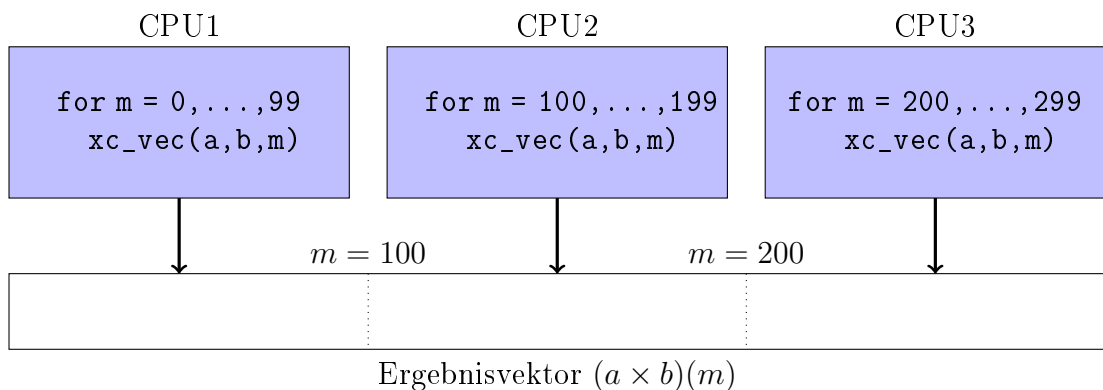 CPU1
CPU2
CPU3
for m = 0,...,99
xc_vec(a,b,m)
for m = 100,...,199
xc_vec(a,b,m)
for m = 200,...,299
xc_vec(a,b,m)
m = 100
m = 200
Ergebnisvektor (a × b)(m)